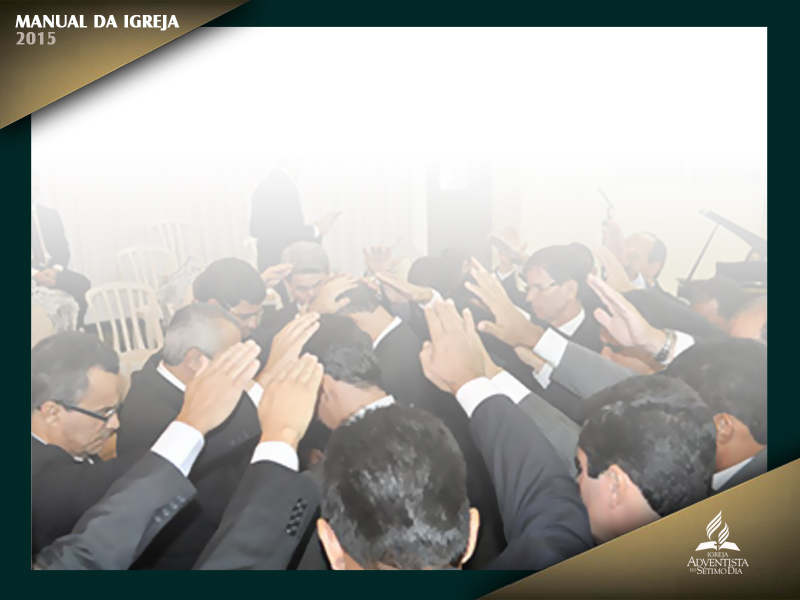 MANUAL DA IGREJA
2015
IGREJA
ADVENTISTA
DO SÉTIMO DIA